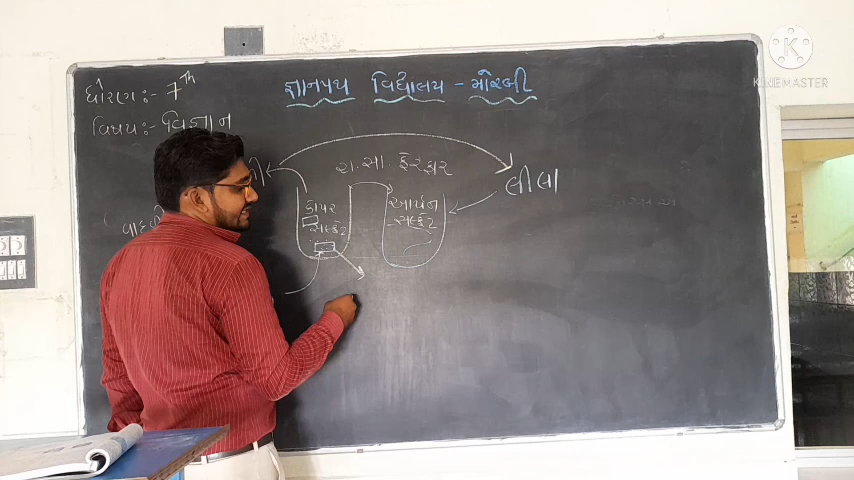 ધોરણ :- 7th
જ્ઞાનપથ વિદ્યાલય - મોરબી
વિષય :- વિજ્ઞાન
રા.સા ફેરફાર
લીલા
કોપર
સલ્ફેટ
આયર્ન
સલ્ફેટ
KINEMASTER